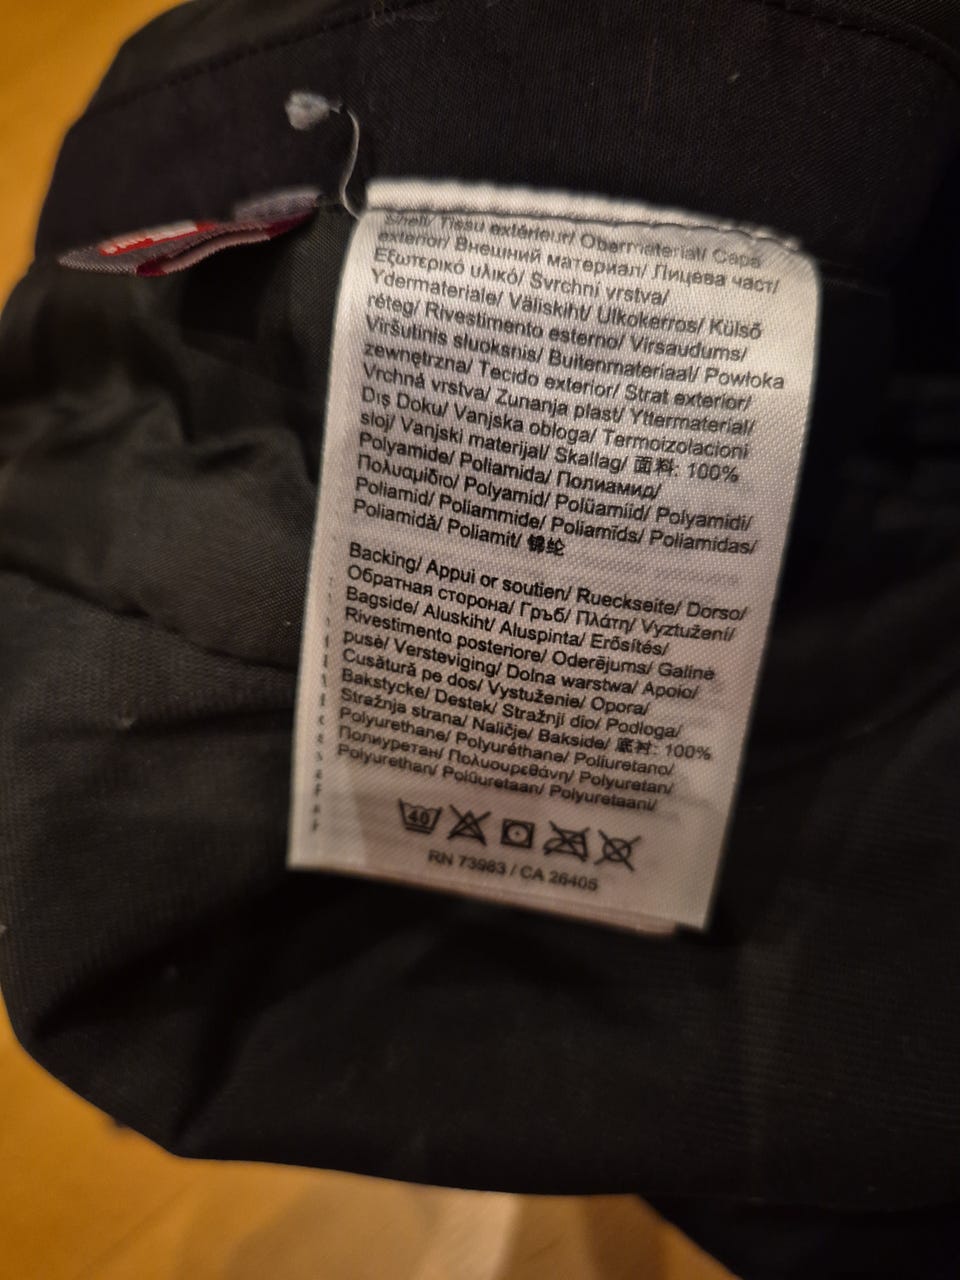 Shell/ Tissu extérieur/ Obermaterial/ Capa
exterior/ Внешний материал/ Лицева част/
Εξωτερικό υλικό/ Svrchní vrstva/
Ydermateriale/ Väliskiht/ Ulkokerros/ Külső
réteg/ Rivestimento esterno/ Virsaudums/
Viršutinis sluoksnis/ Buitenmateriaal/ Powłoka
zewnętrzna/ Tecido exterior/ Strat exterior/
Vrchná vrstva/ Zunanja plast/ Yttermaterial/
Dış Doku/ Vanjska obloga/ Termoizolacioni
sloj/ Vanjski materijal/ Skallag/ 面料: 100%
Polyamide/ Poliamida/ Полиамид/
Πολυαμίδιο/ Polyamid/ Polüamiid/ Polyamidi/
Poliamid/ Poliammide/ Poliamīds/ Poliamidas/
Poliamidă/ Poliamit/ 锦纶
Backing/ Appui or soutien/ Rueckseite/ Dorso/
Обратная сторона/ Гръб/ Πλάτη/ Vyztužení/
Bagside/ Aluskiht/ Aluspinta/ Erősítés/
Rivestimento posteriore/ Oderējums/ Galinė
pusė/ Versteviging/ Dolna warstwa/ Apoio/
Cusătură pe dos/ Vystuženie/ Opora/
Bakstycke/ Destek/ Stražnji dio/ Podloga/
Stražnja strana/ Naličje/ Bakside/ 底衬: 100%
Polyurethane/ Polyuréthane/ Poliuretano/
Полиуретан/ Πολυουρεθάνη/ Polyuretan/
Polyurethan/ Polüuretaan/ Polyuretaani/
40
RN 73983 / CA 26405